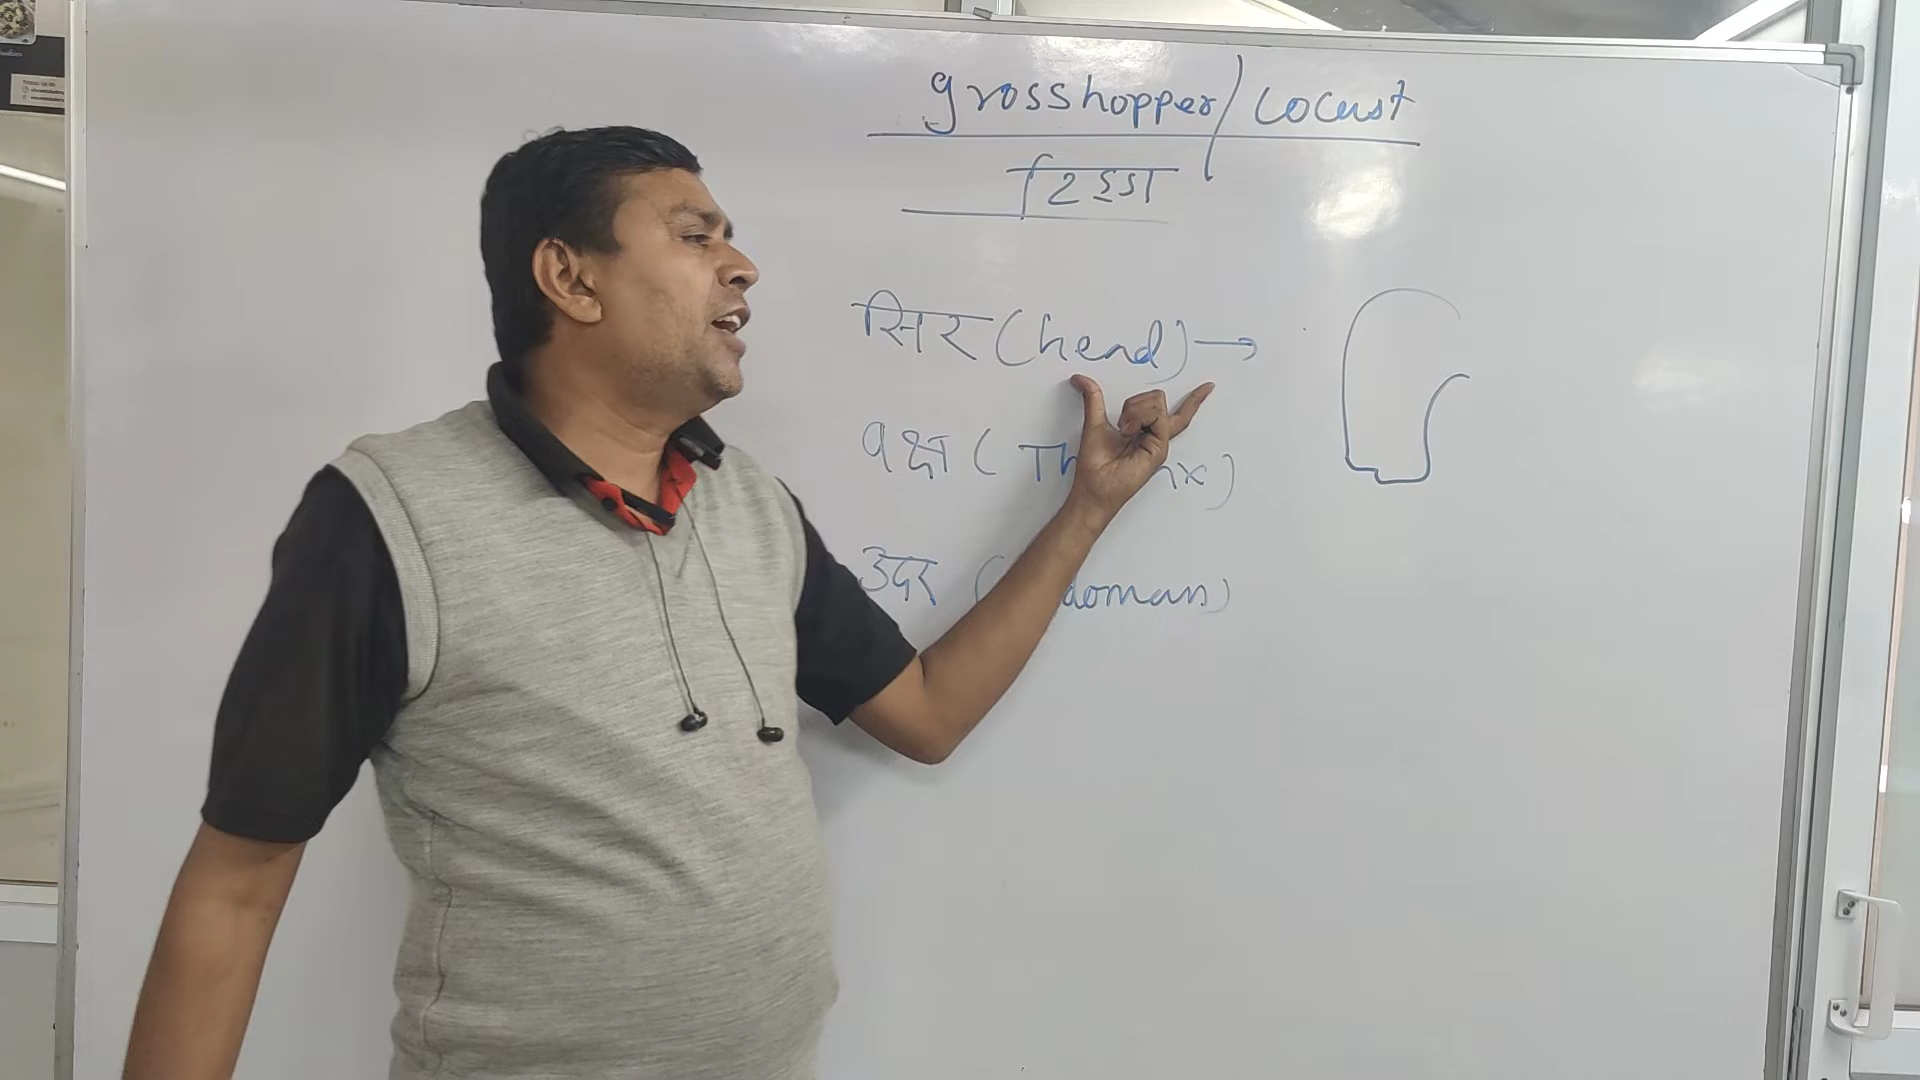 grosshopper/Locust
टिड्डा
सिर (head) →
वक्ष (
उदर (